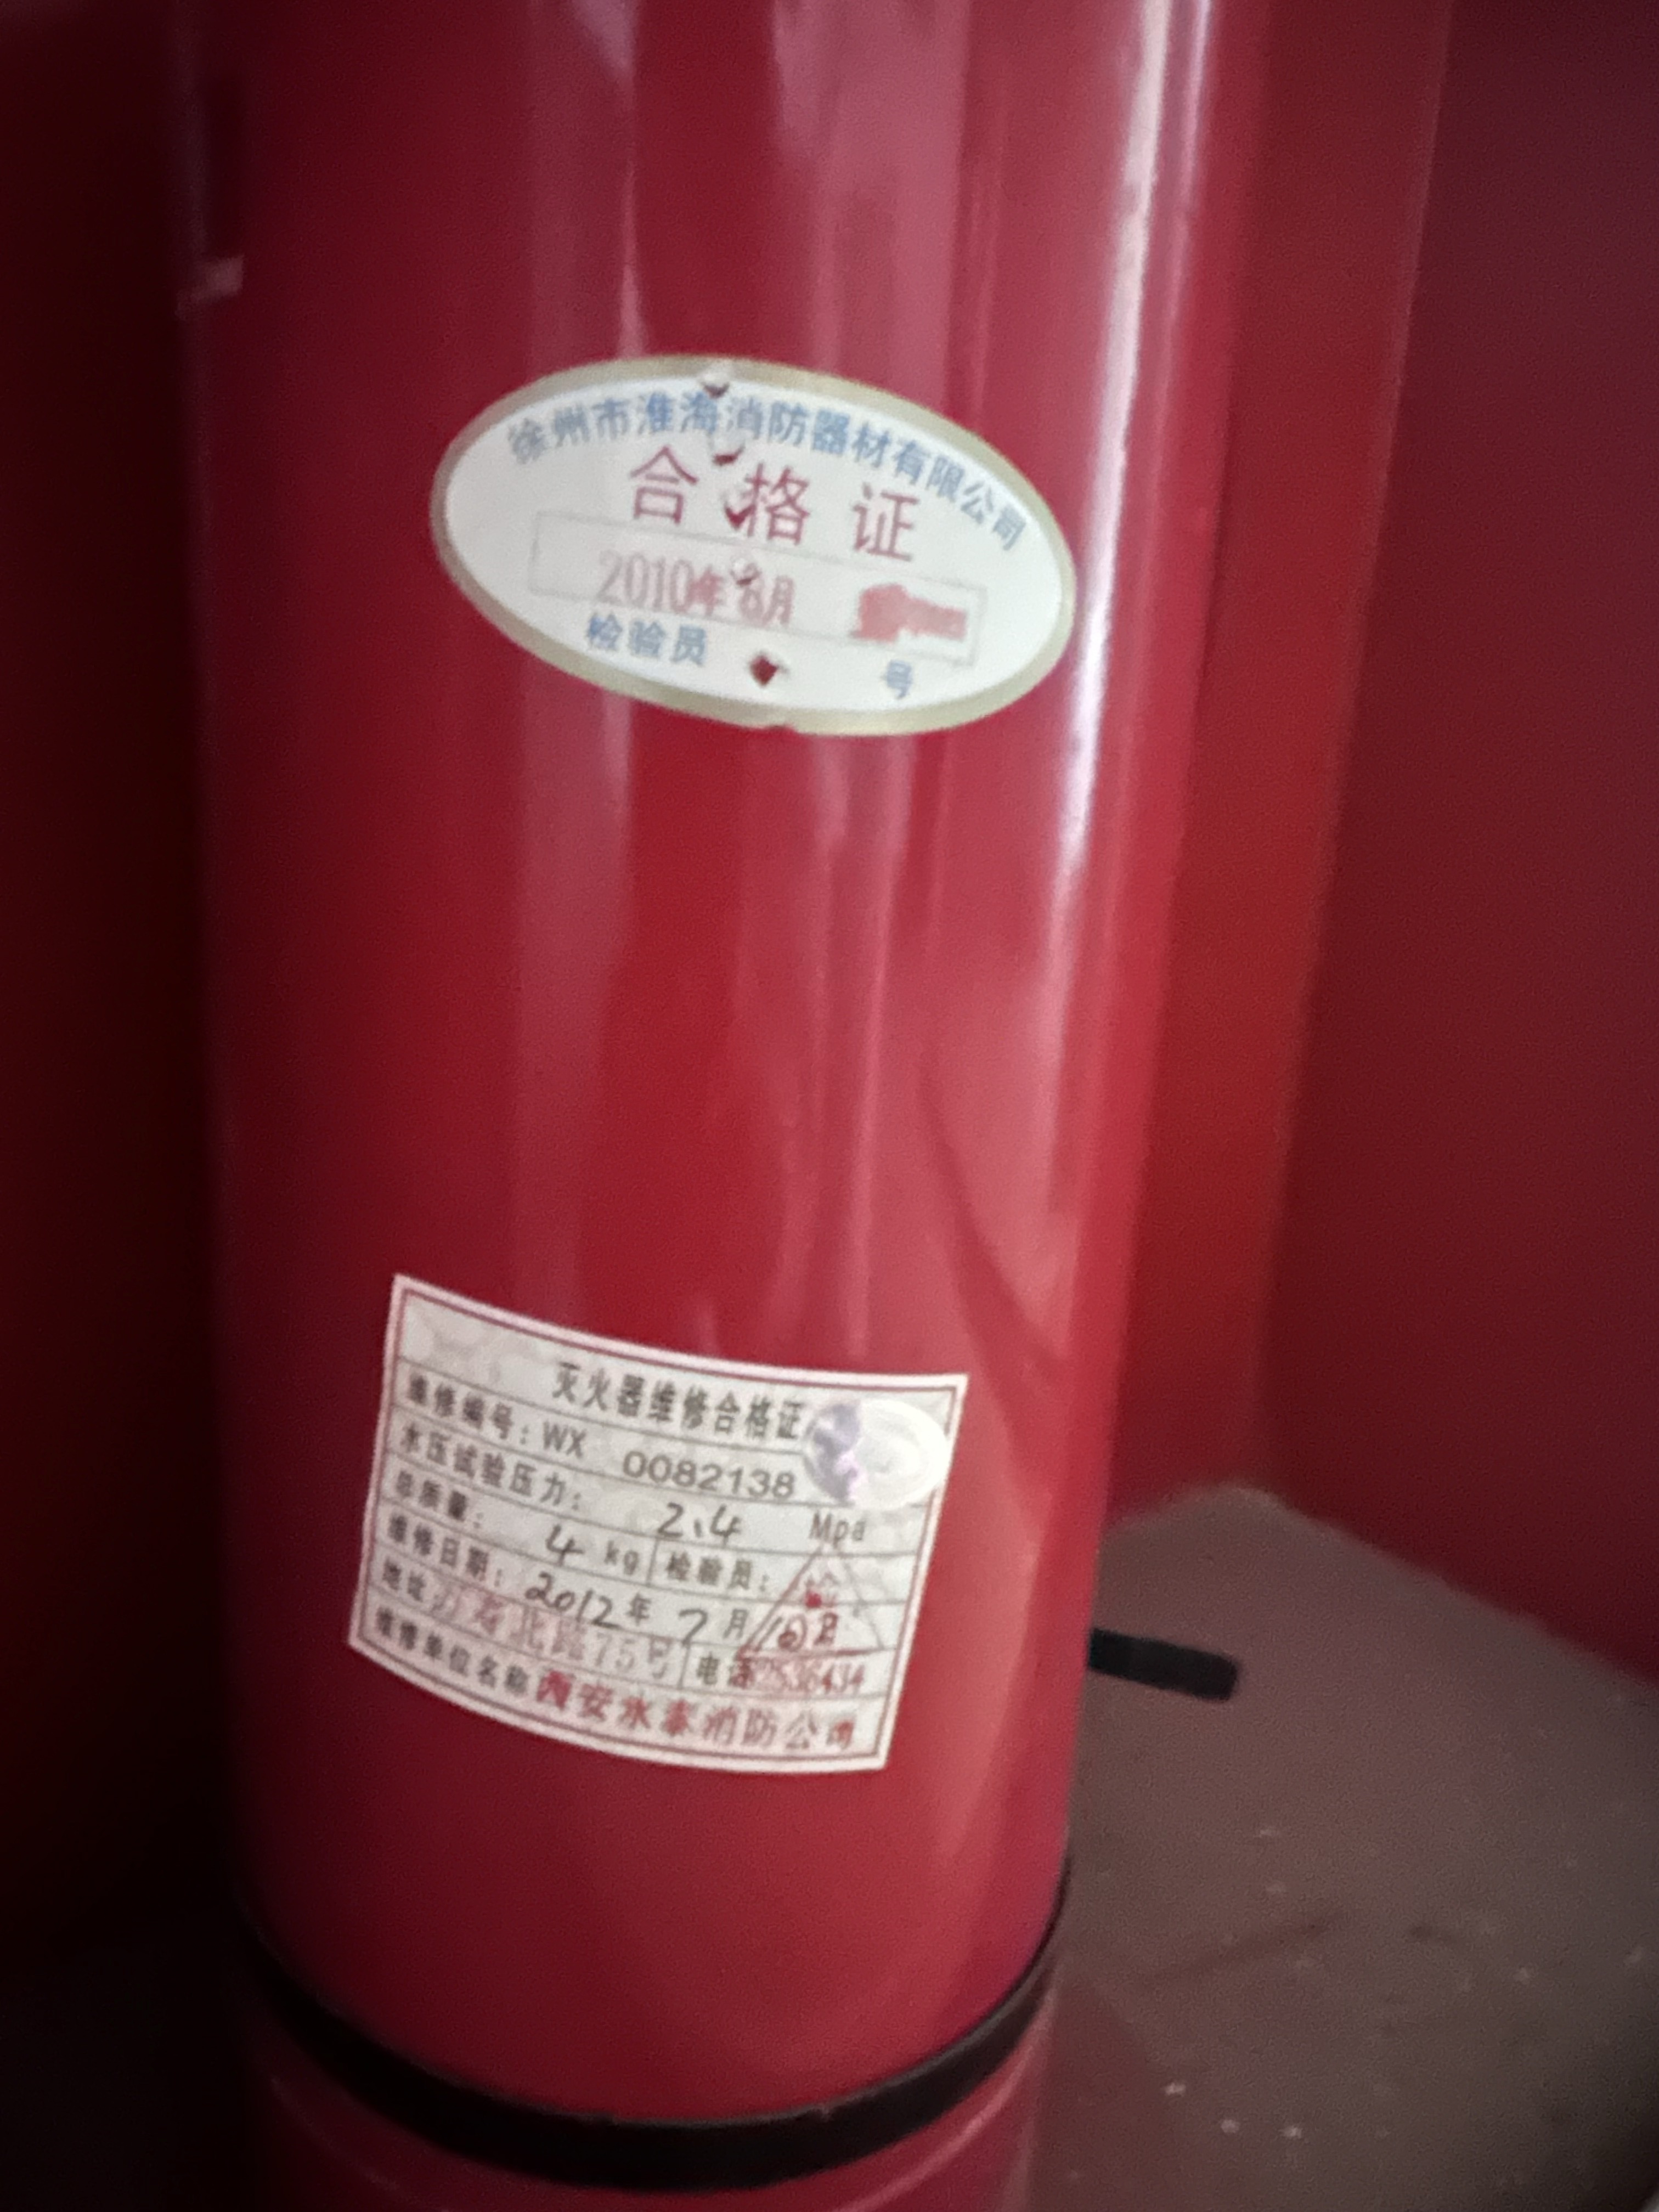 徐州市淮海消防器材有限公司
合格证
2010年8月
检验员 号
灭火器维修合格证
维修编号：WX 0082138
水压试验压力： 2.4 Mpa
总质量： 4 kg 检验员：
维修日期： 2012年 7月 10日
地址 北路75号 电话
维修单位名称 西安永泰消防公司